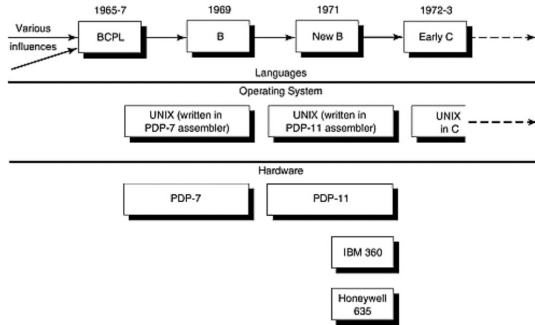 1965-7
1969
1971
1972-3
Various
influences
BCPL
B
New B
Early C
Languages
Operating System
UNIX (written in
PDP-7 assembler)
UNIX (written in
PDP-11 assembler)
UNIX
in C
Hardware
PDP-7
PDP-11
IBM 360
Honeywell
635